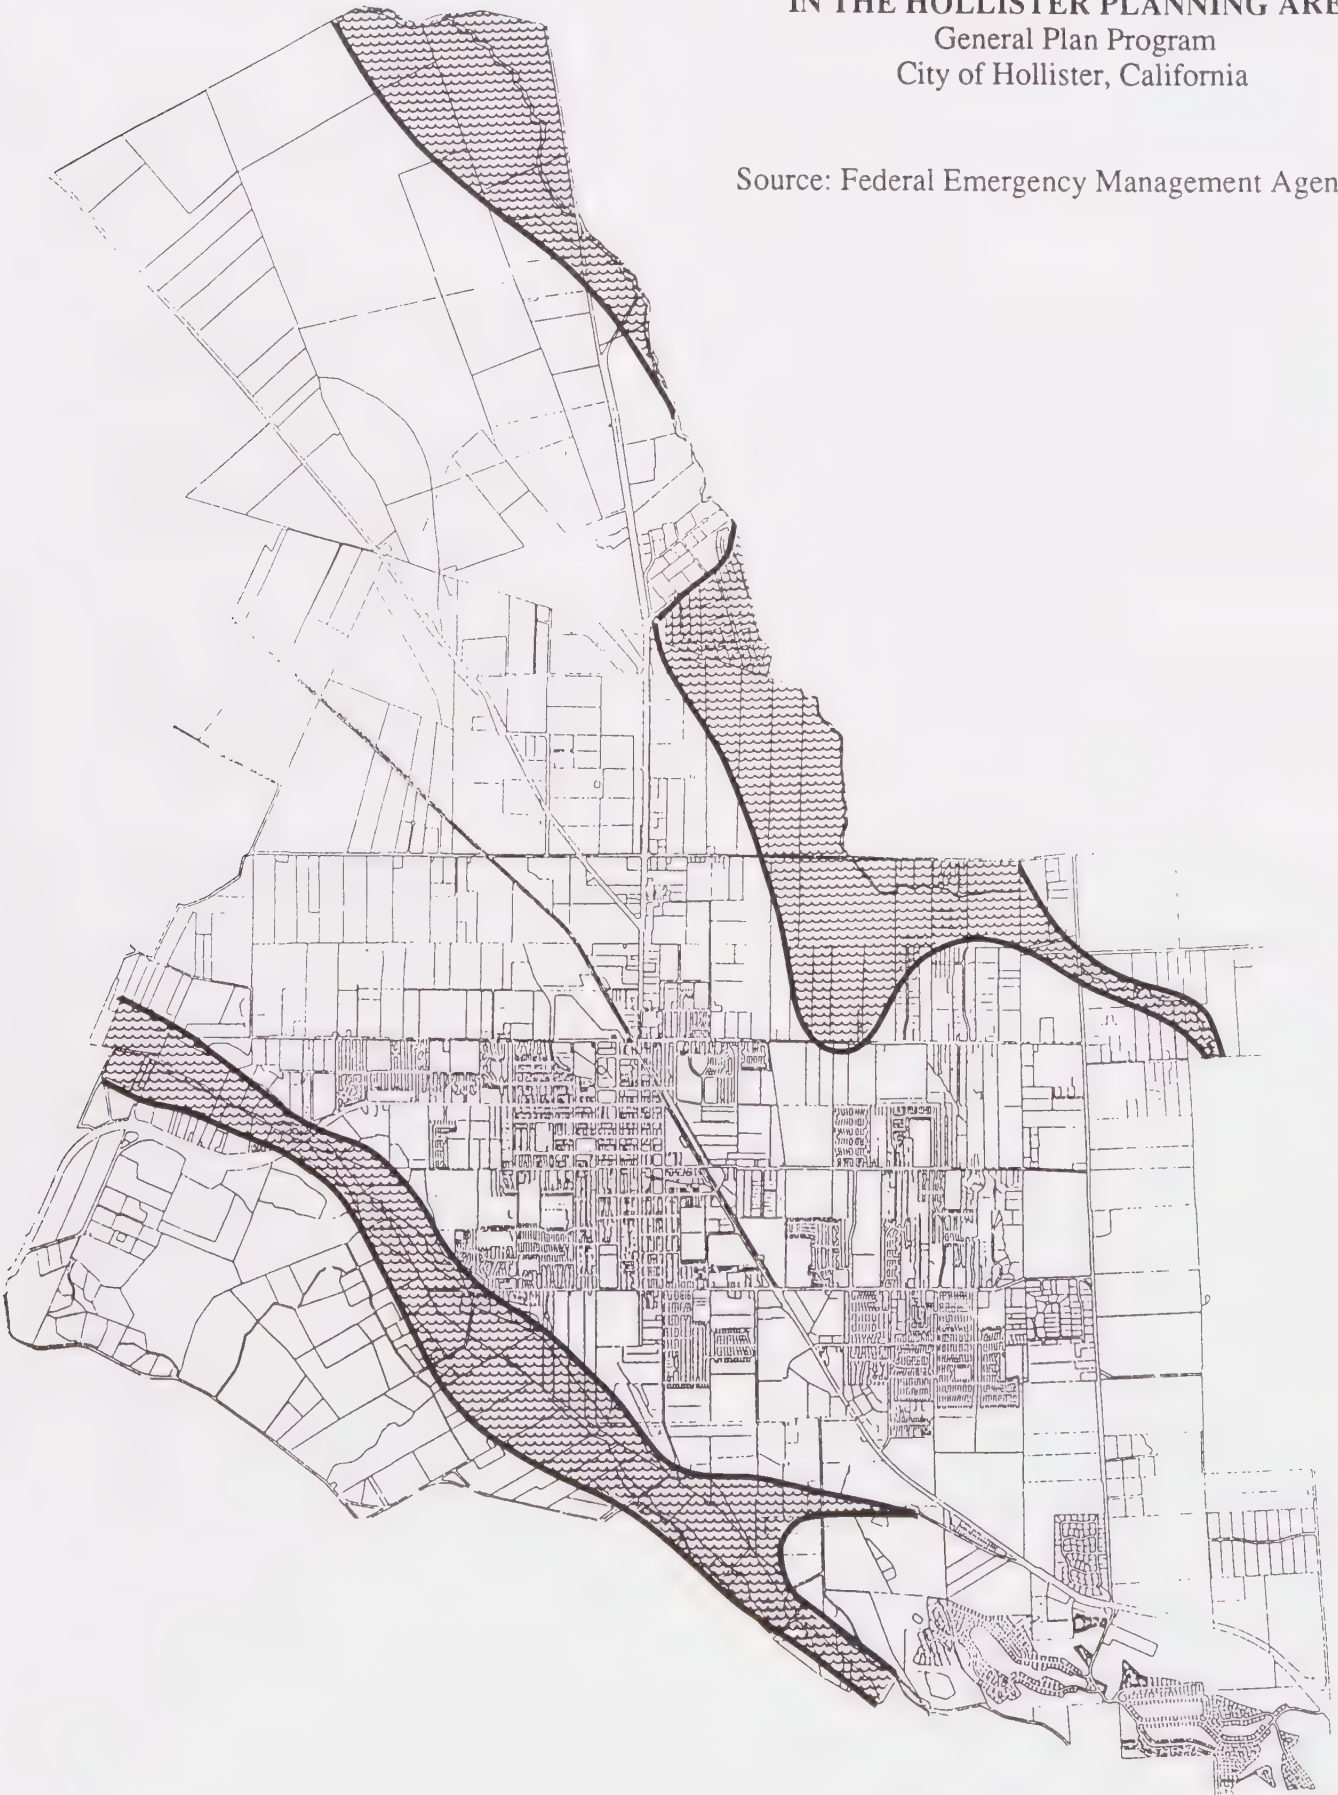 IN THE HOLLISTER PLANNING ARE
General Plan Program
City of Hollister, California
Source: Federal Emergency Management Agen